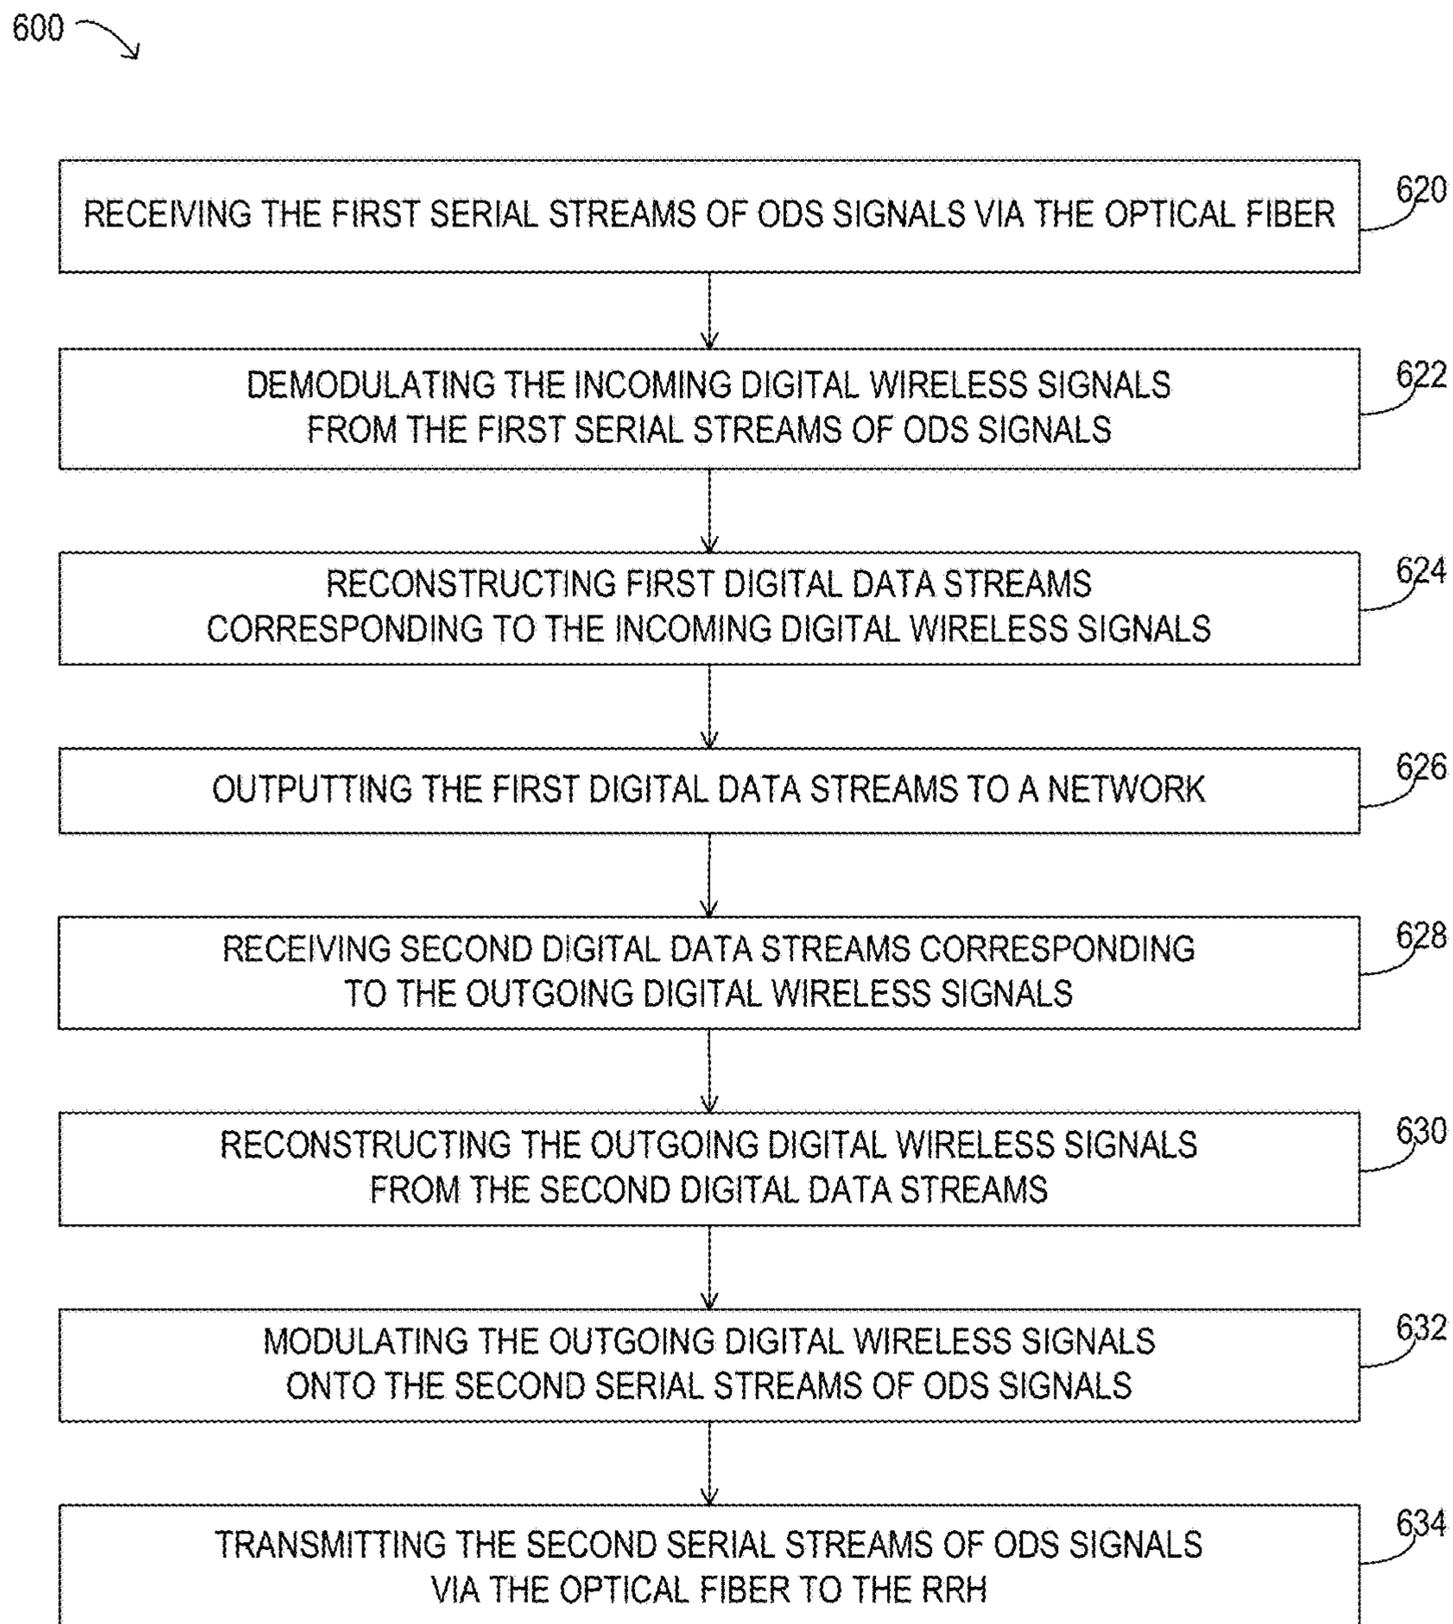 600
RECEIVING THE FIRST SERIAL STREAMS OF ODS SIGNALS VIA THE OPTICAL FIBER
620
DEMODULATING THE INCOMING DIGITAL WIRELESS SIGNALS
FROM THE FIRST SERIAL STREAMS OF ODS SIGNALS
622
RECONSTRUCTING FIRST DIGITAL DATA STREAMS
CORRESPONDING TO THE INCOMING DIGITAL WIRELESS SIGNALS
624
OUTPUTTING THE FIRST DIGITAL DATA STREAMS TO A NETWORK
626
RECEIVING SECOND DIGITAL DATA STREAMS CORRESPONDING
TO THE OUTGOING DIGITAL WIRELESS SIGNALS
628
RECONSTRUCTING THE OUTGOING DIGITAL WIRELESS SIGNALS
FROM THE SECOND DIGITAL DATA STREAMS
630
MODULATING THE OUTGOING DIGITAL WIRELESS SIGNALS
ONTO THE SECOND SERIAL STREAMS OF ODS SIGNALS
632
TRANSMITTING THE SECOND SERIAL STREAMS OF ODS SIGNALS
VIA THE OPTICAL FIBER TO THE RRH
634